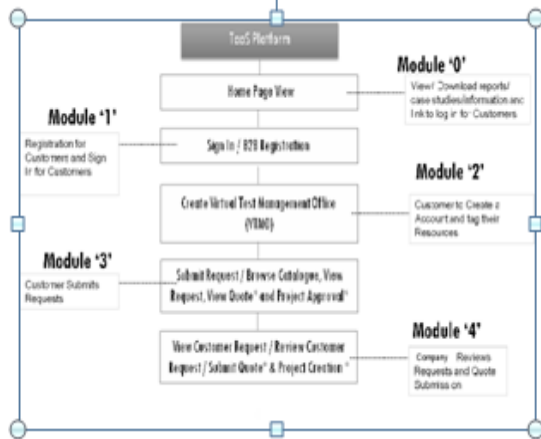 TaaS Platform
Module '0'
Home Page View
View / Download reports/
case studies/information and
link to log in for Customers
Module '1'
Registration for
Customers and Sign
In for Customers
Sign In / B2B Registration
Module '2'
Create Virtual Test Management Office
(VTMO)
Customer to Create a
Account and tag their
Resources
Module '3'
Customer Submits
Requests
Submit Request / Browse Catalogue, View
Request, View Quote* and Project Approval*
Module '4'
View Customer Request / Review Customer
Request / Submit Quote* & Project Creation *
Company Reviews
Requests and Quote
Submission